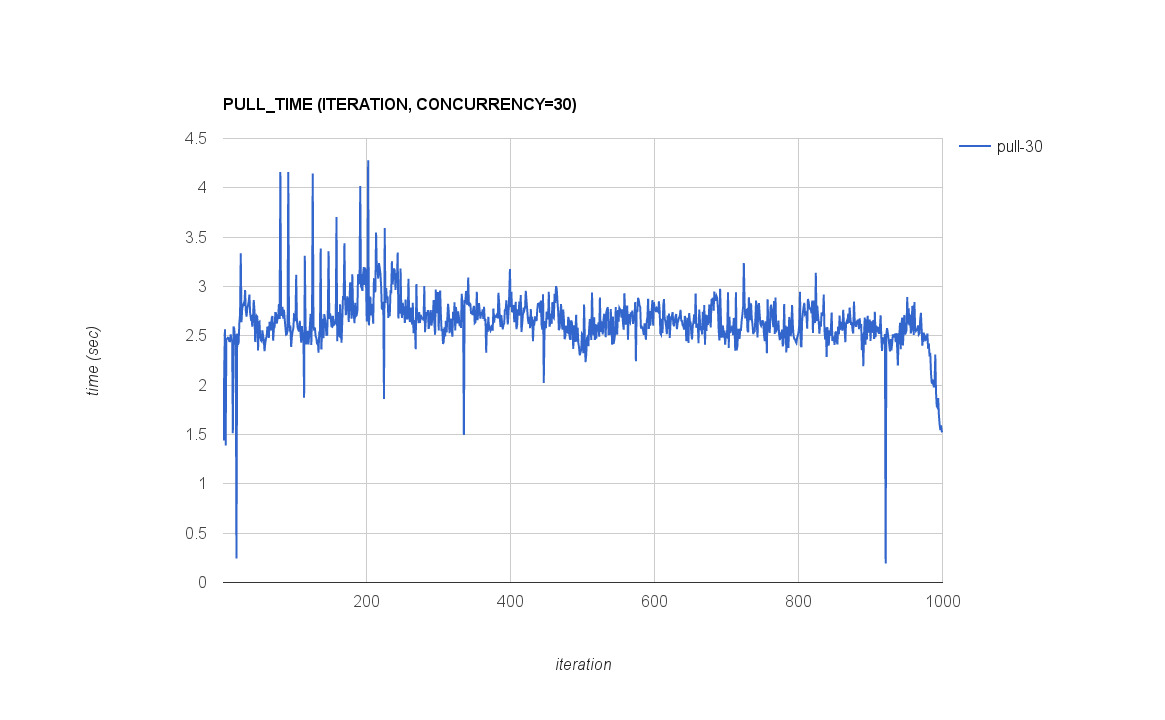 PULL_TIME (ITERATION, CONCURRENCY=30)
pull-30
4.5
4
3.5
3
2.5
2
1.5
1
0.5
0
time (sec)
200 400 600 800 1000
iteration